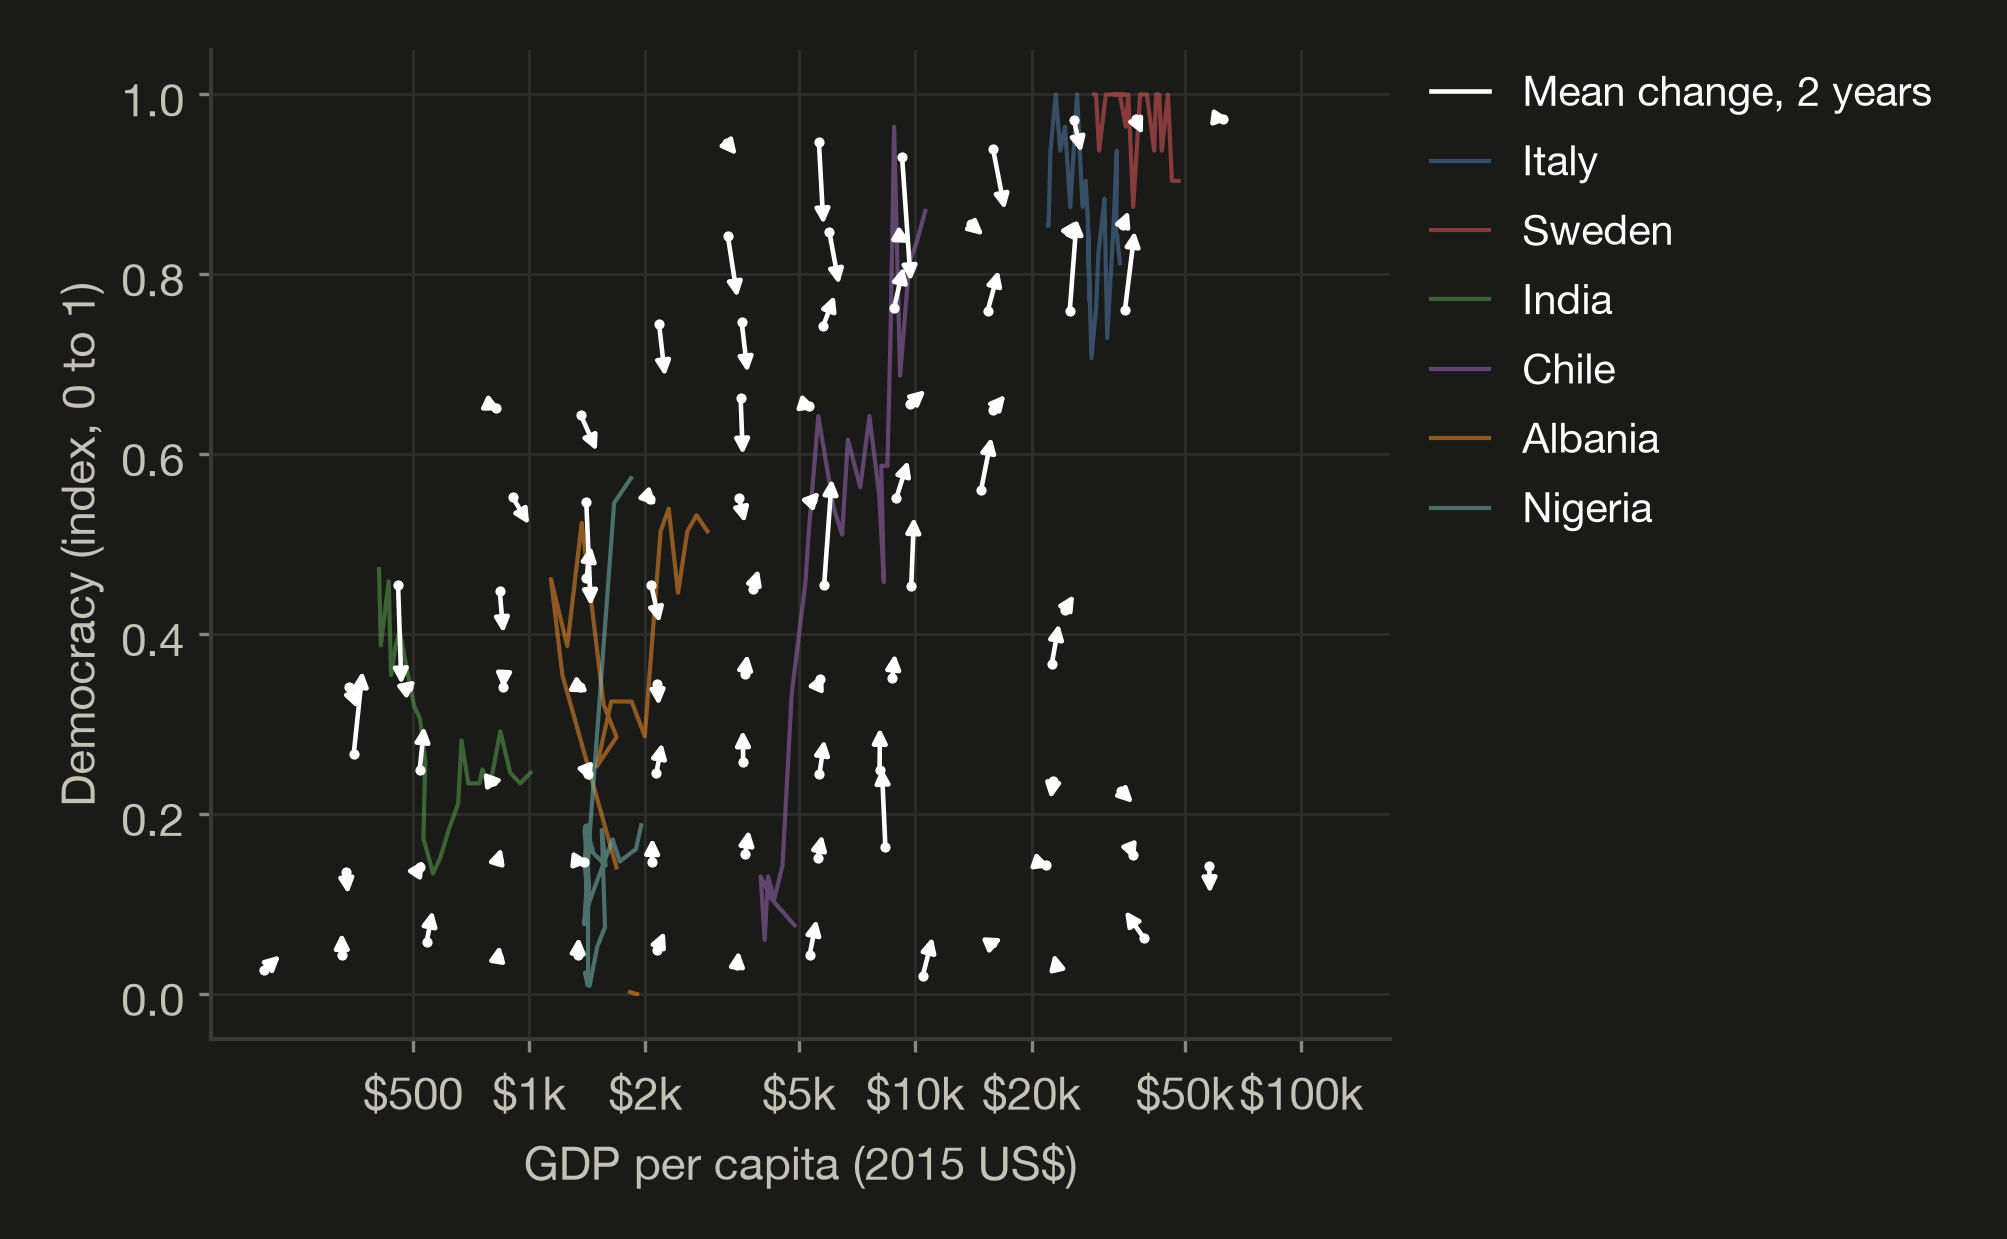 Democracy (index, 0 to 1)
1.0
0.8
0.6
0.4
0.2
0.0
$500 $1k $2k $5k $10k $20k $50k $100k
GDP per capita (2015 US$)
Mean change, 2 years
Italy
Sweden
India
Chile
Albania
Nigeria